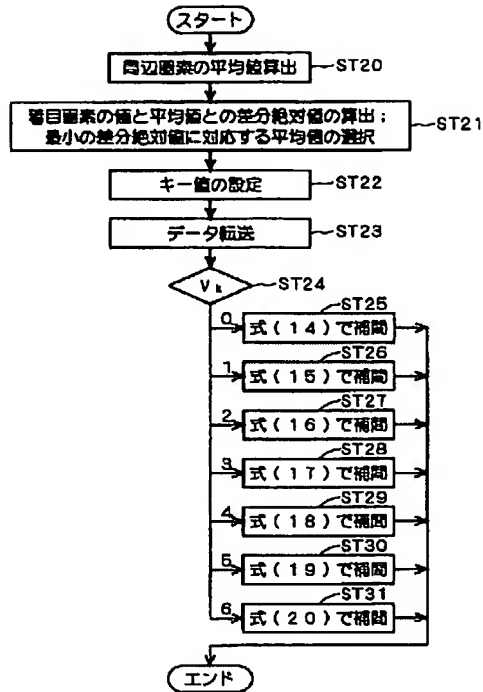 スタート
周辺画素の平均値算出
ST20
着目画素の値と平均値との差分絶対値の算出；
最小の差分絶対値に対応する平均値の選択
ST21
キー値の設定
ST22
データ転送
ST23
Vk
ST24
ST25
0
式(14)で補間
ST26
1
式(15)で補間
ST27
2
式(16)で補間
ST28
3
式(17)で補間
ST29
4
式(18)で補間
ST30
5
式(19)で補間
ST31
6
式(20)で補間
エンド